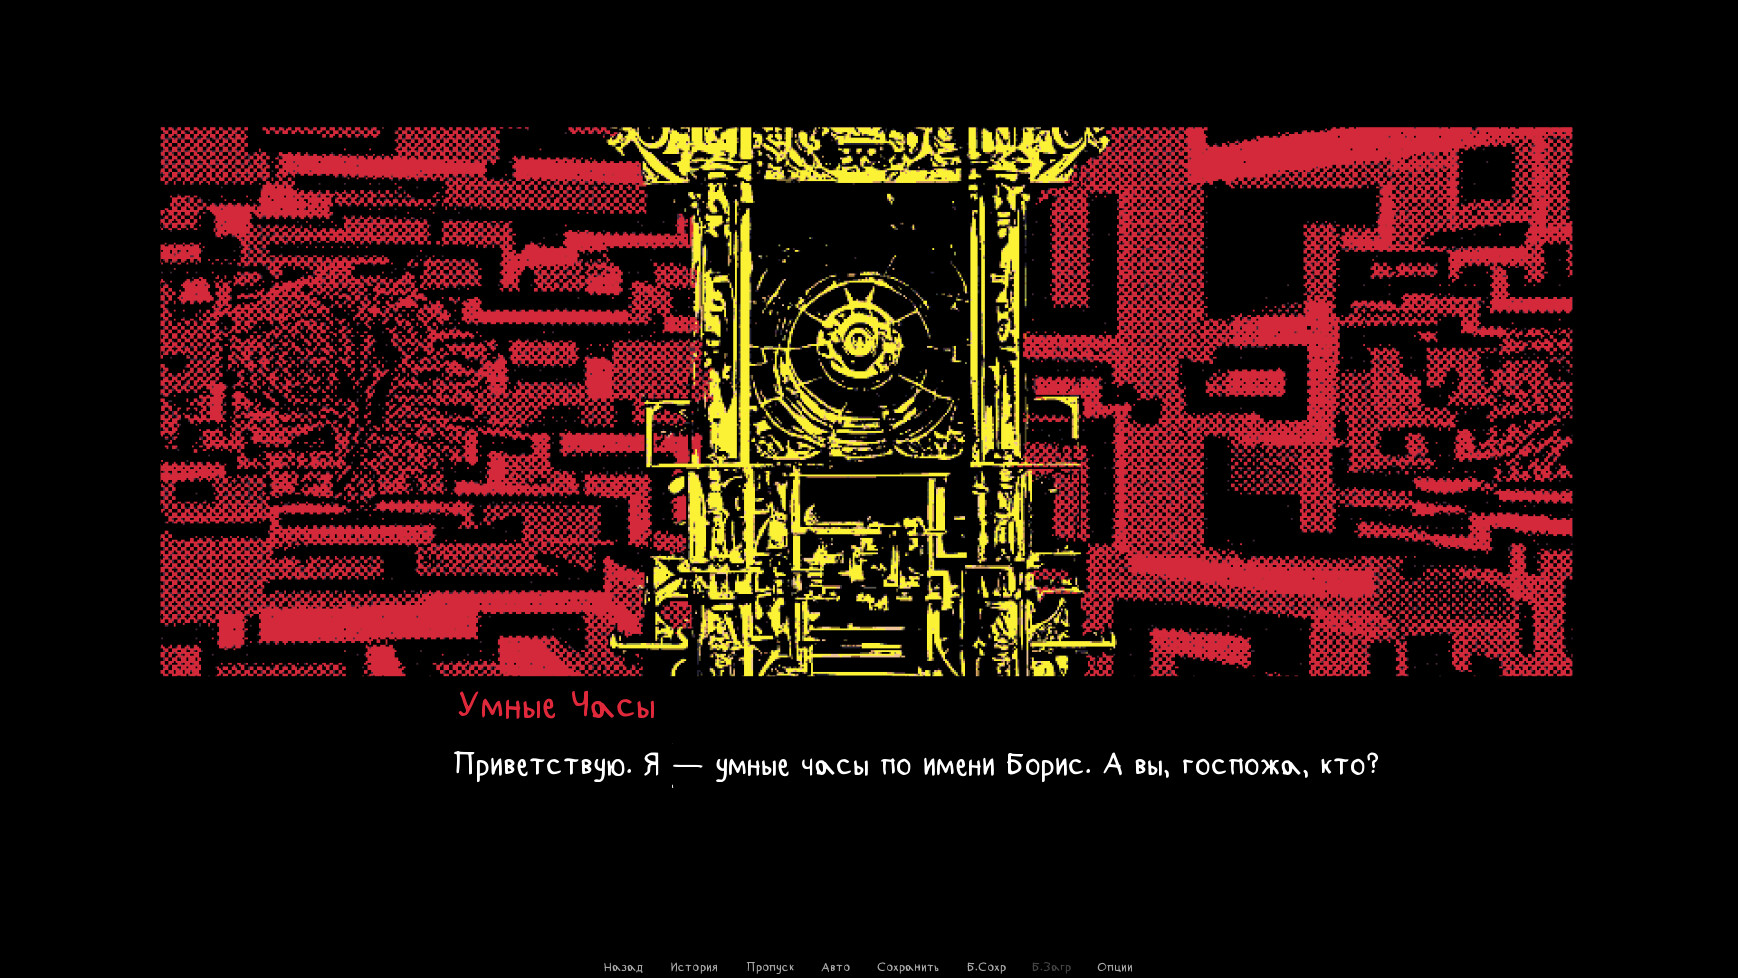 Умные Часы
Приветствую. Я — умные часы по имени Борис. А вы, госпожа, кто?
Назад История Пропуск Авто Сохранить Б.Сохр Б.Загр Опции